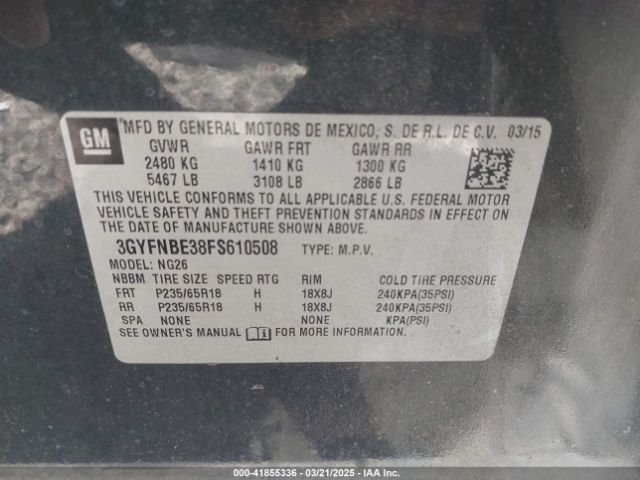 GM
MFD BY GENERAL MOTORS DE MEXICO, S. DE R.L. DE C.V. 03/15
GVWR GAWR FRT GAWR RR
2480 KG 1410 KG 1300 KG
5467 LB 3108 LB 2866 LB
THIS VEHICLE CONFORMS TO ALL APPLICABLE U.S. FEDERAL MOTOR
VEHICLE SAFETY AND THEFT PREVENTION STANDARDS IN EFFECT ON
THE DATE OF MANUFACTURE SHOWN ABOVE.
3GYFNBE38FS610508 TYPE: M.P.V.
MODEL: NG26
NBBM TIRE SIZE SPEED RTG RIM COLD TIRE PRESSURE
FRT P235/65R18 H 18X8J 240KPA(35PSI)
RR P235/65R18 H 18X8J 240KPA(35PSI)
SPA NONE NONE KPA(PSI)
SEE OWNER'S MANUAL FOR MORE INFORMATION.
000-41855336 - 03/21/2025 - IAA Inc.